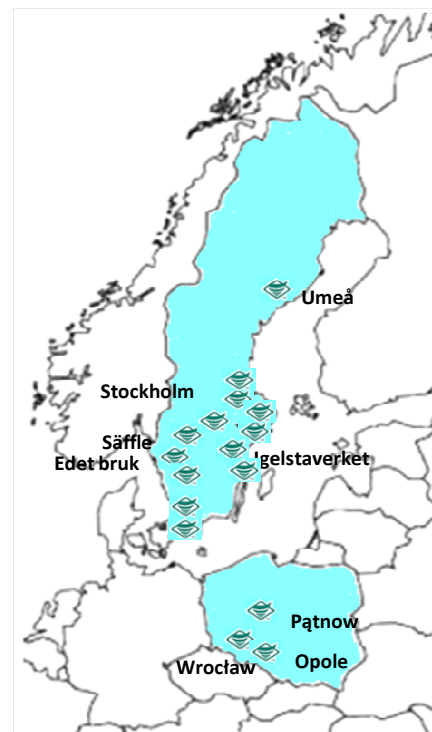 Umeå
Stockholm
Säffle
Edet bruk
Igelstaverket
Pątnow
Wrocław
Opole